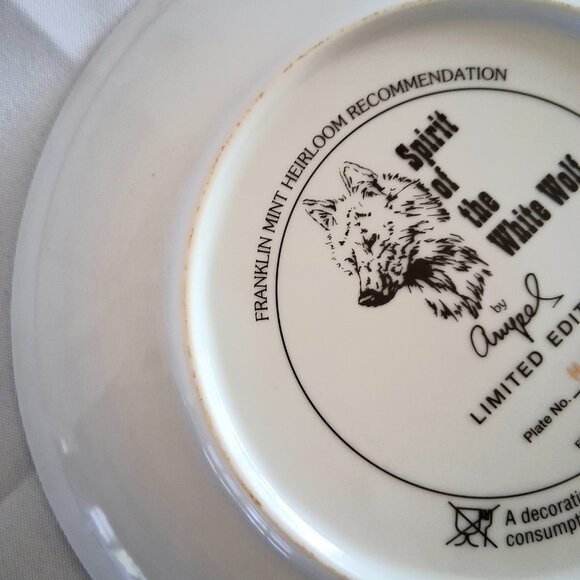 FRANKLIN MINT HEIRLOOM RECOMMENDATION
Spirit
of
the
White Wolf
by
Ampel
LIMITED EDIT
Plate No.
A decorati
consumpt